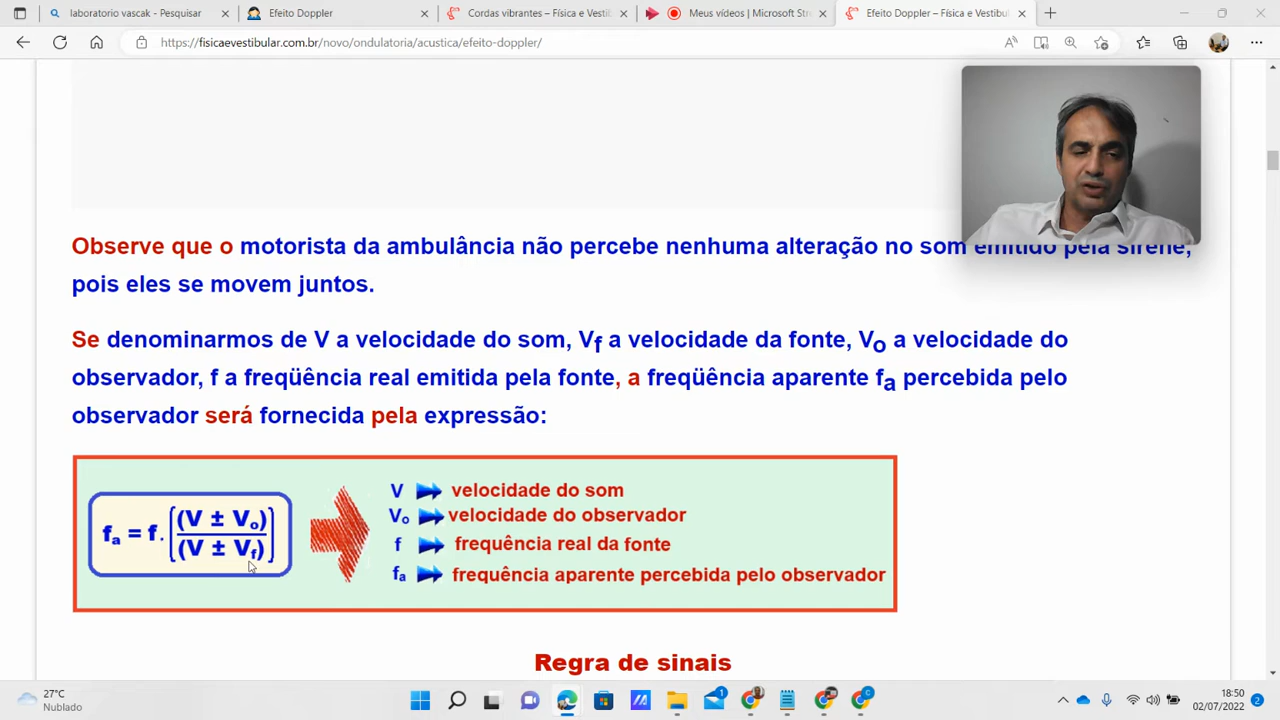 laboratorio vascak - Pesquisar
Efeito Doppler
Cordas vibrantes – Física e Vestib
Meus vídeos | Microsoft Str
Efeito Doppler – Física e Vestibul
https://fisicaevestibular.com.br/novo/ondulatoria/acustica/efeito-doppler/
Observe que o motorista da ambulância não percebe nenhuma alteração no som emitido pela sirene,
pois eles se movem juntos.
Se denominarmos de V a velocidade do som, Vf a velocidade da fonte, Vo a velocidade do
observador, f a freqüência real emitida pela fonte, a freqüência aparente fa percebida pelo
observador será fornecida pela expressão:
fa = f. [(V ± Vo) / (V ± Vf)]
V velocidade do som
Vo velocidade do observador
f frequência real da fonte
fa frequência aparente percebida pelo observador
Regra de sinais
27°C
Nublado
1
18:50
02/07/2022
2